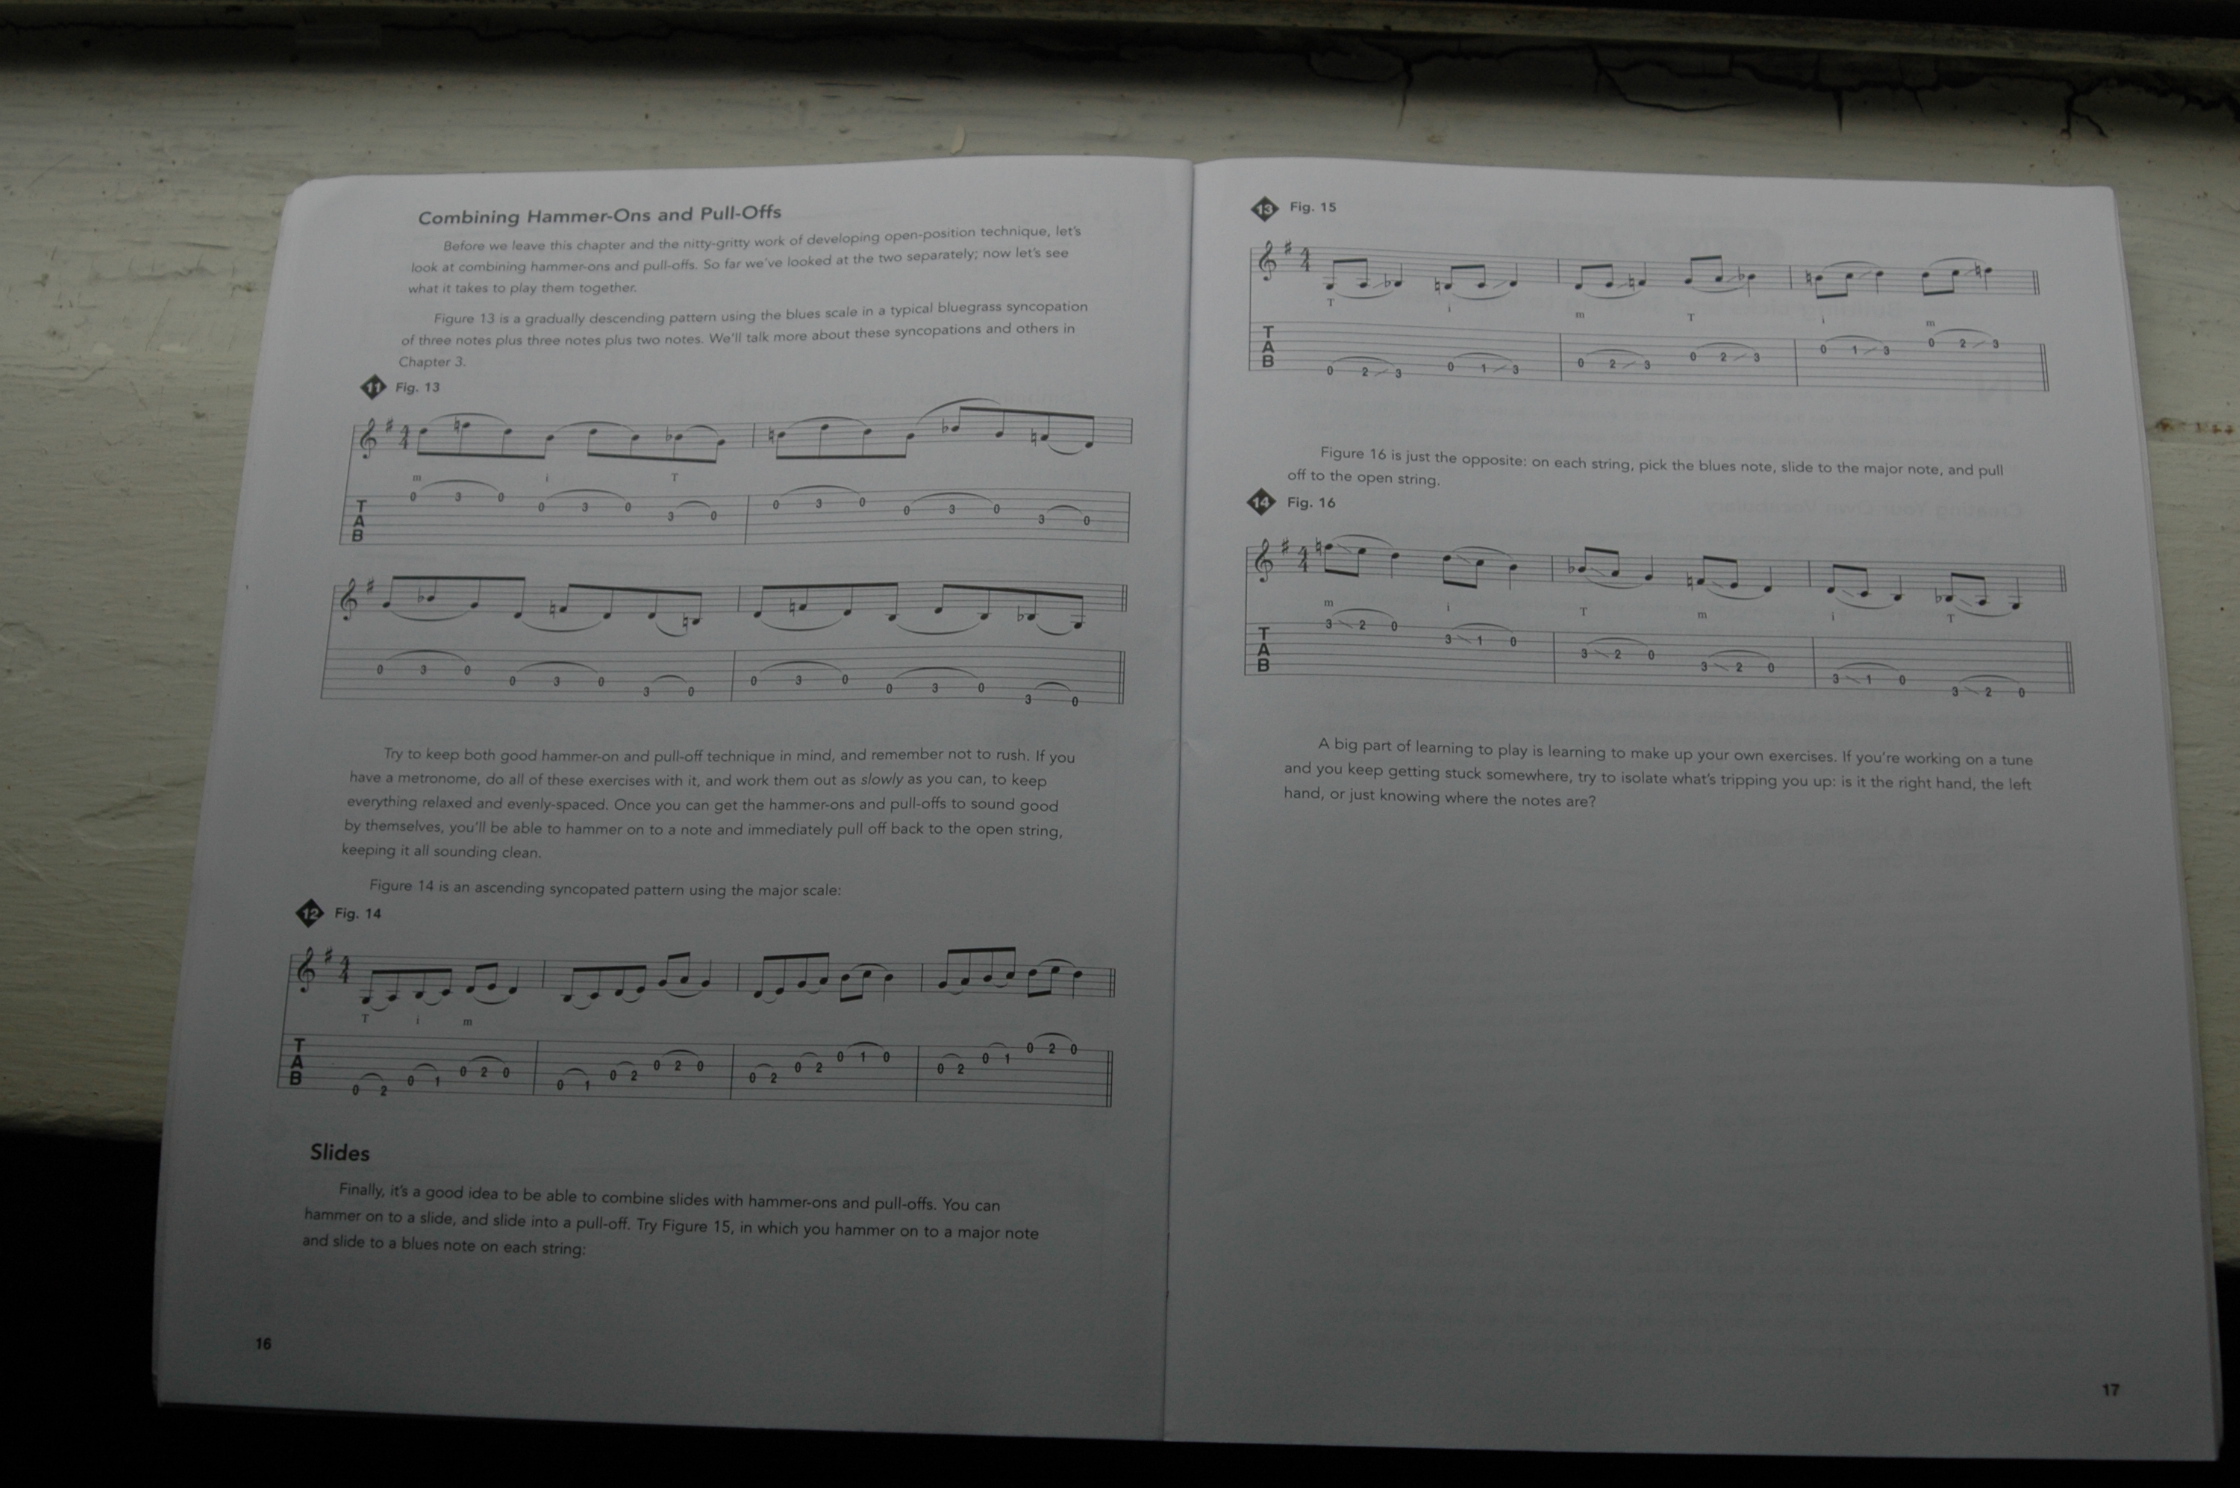 Combining Hammer-Ons and Pull-Offs
Before we leave this chapter and the nitty-gritty work of developing open-position technique, let's
look at combining hammer-ons and pull-offs. So far we've looked at the two separately; now let's see
what it takes to play them together.
Figure 13 is a gradually descending pattern using the blues scale in a typical bluegrass syncopation
of three notes plus three notes plus two notes. We'll talk more about these syncopations and others in
Chapter 3.
11 Fig. 13
4
4
m i T
T
A
B
0 3 0 0 3 0 3 0 0 3 0 0 3 0 3 0
0 3 0 0 3 0 3 0 0 3 0 0 3 0 3 0
Try to keep both good hammer-on and pull-off technique in mind, and remember not to rush. If you
have a metronome, do all of these exercises with it, and work them out as slowly as you can, to keep
everything relaxed and evenly-spaced. Once you can get the hammer-ons and pull-offs to sound good
by themselves, you'll be able to hammer on to a note and immediately pull off back to the open string,
keeping it all sounding clean.
Figure 14 is an ascending syncopated pattern using the major scale:
12 Fig. 14
4
4
T i m
T
A
B
0 2 0 1 0 2 0 0 1 0 2 0 2 0 0 2 0 2 0 1 0 0 2 0 1 0 2 0
Slides
Finally, it's a good idea to be able to combine slides with hammer-ons and pull-offs. You can
hammer on to a slide, and slide into a pull-off. Try Figure 15, in which you hammer on to a major note
and slide to a blues note on each string:
16
13 Fig. 15
4
4
T i m T i m
T
A
B
0 2 3 0 1 3 0 2 3 0 2 3 0 1 3 0 2 3
Figure 16 is just the opposite: on each string, pick the blues note, slide to the major note, and pull
off to the open string.
14 Fig. 16
4
4
m i T m i T
T
A
B
3 2 0 3 1 0 3 2 0 3 2 0 3 1 0 3 2 0
A big part of learning to play is learning to make up your own exercises. If you're working on a tune
and you keep getting stuck somewhere, try to isolate what's tripping you up: is it the right hand, the left
hand, or just knowing where the notes are?
17